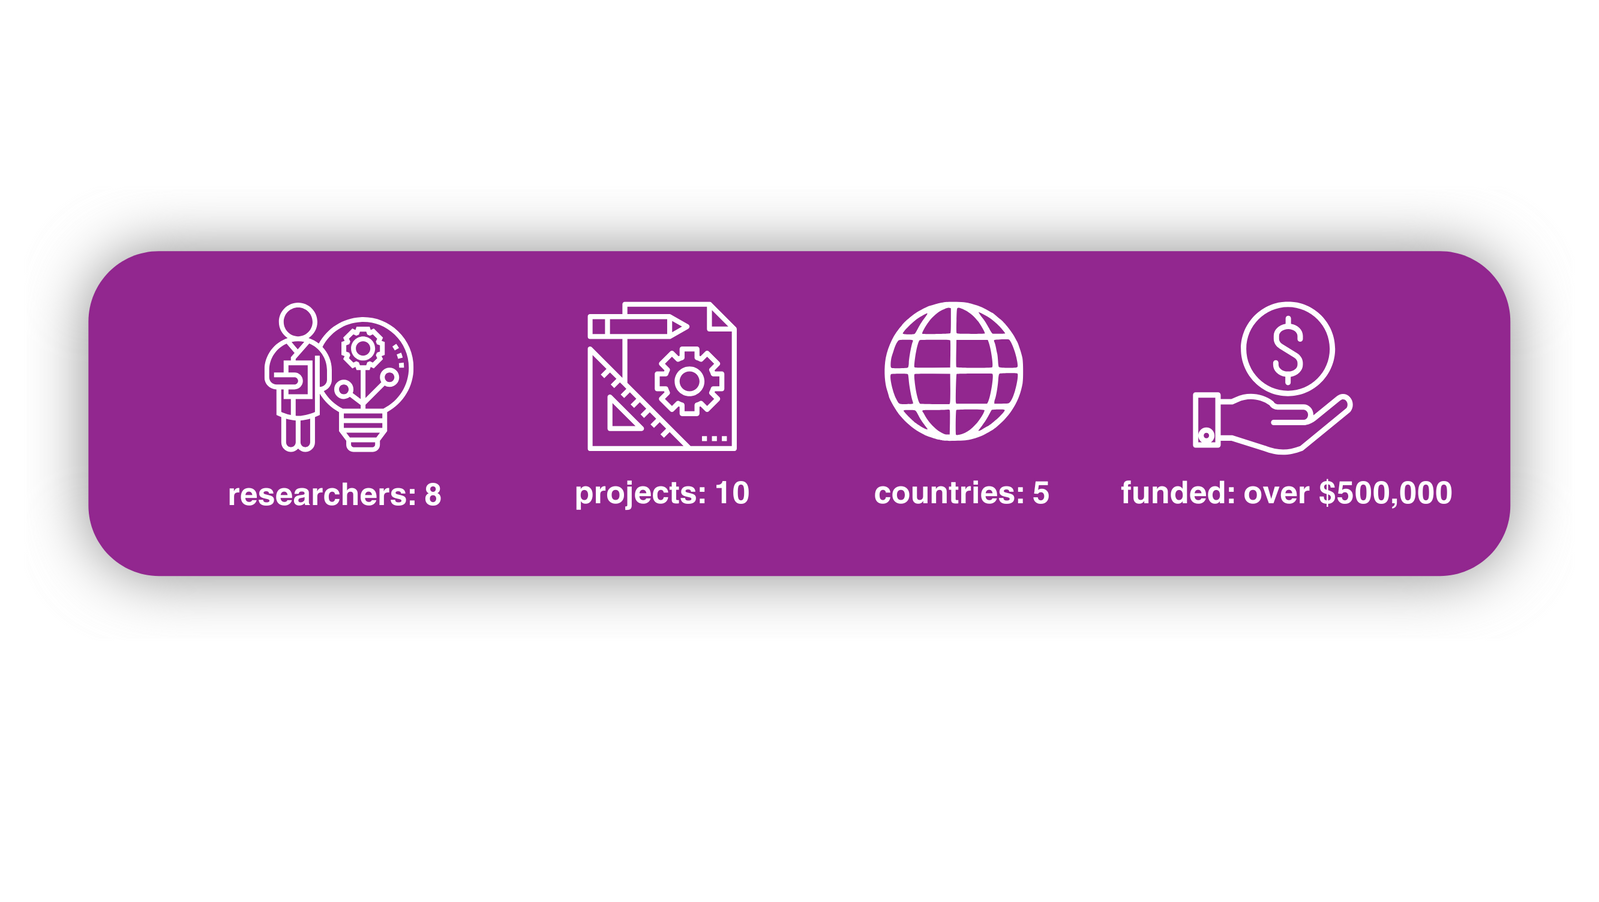 researchers: 8
projects: 10
countries: 5
funded: over $500,000